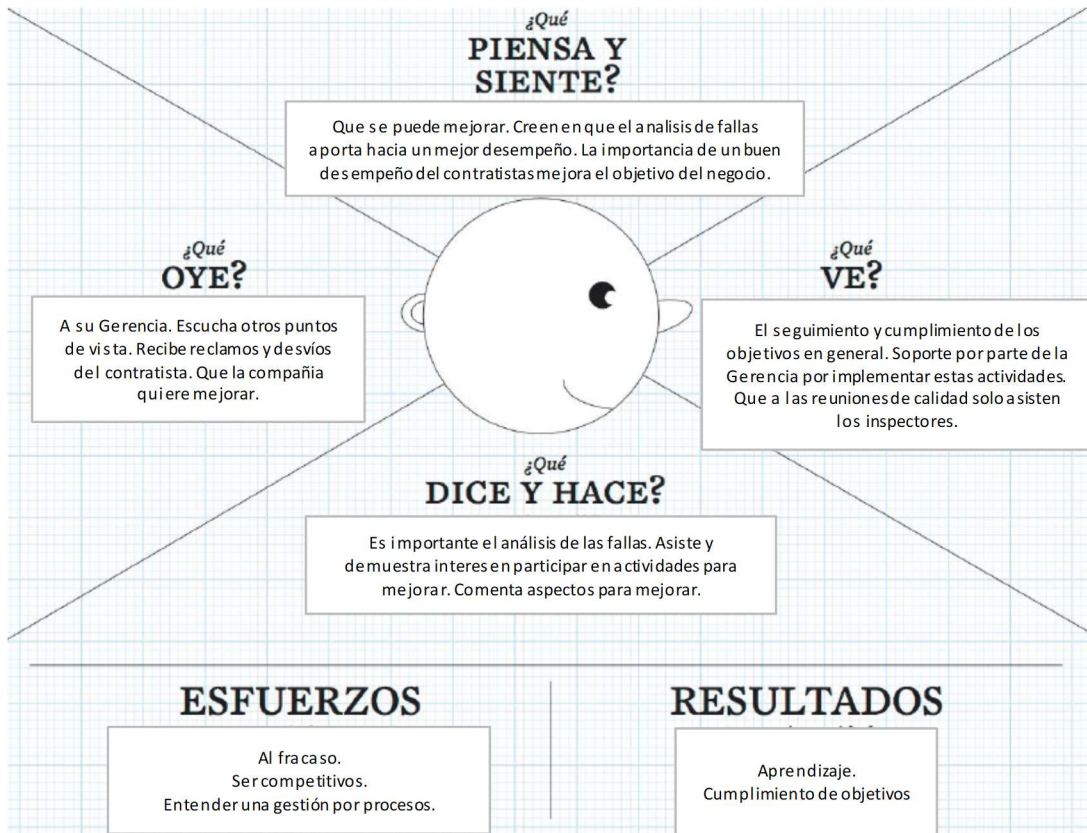 ¿Qué
PIENSA Y
SIENTE?
Que se puede mejorar. Creen en que el analisis de fallas
aporta hacia un mejor desempeño. La importancia de un buen
desempeño del contratistas mejora el objetivo del negocio.
¿Qué
OYE?
A su Gerencia. Escucha otros puntos
de vista. Recibe reclamos y desvíos
del contratista. Que la compañia
quiere mejorar.
¿Qué
VE?
El seguimiento y cumplimiento de los
objetivos en general. Soporte por parte de la
Gerencia por implementar estas actividades.
Que a las reuniones de calidad solo asisten
los inspectores.
¿Qué
DICE Y HACE?
Es importante el análisis de las fallas. Asiste y
demuestra interes en participar en actividades para
mejorar. Comenta aspectos para mejorar.
ESFUERZOS
Al fracaso.
Ser competitivos.
Entender una gestión por procesos.
RESULTADOS
Aprendizaje.
Cumplimiento de objetivos